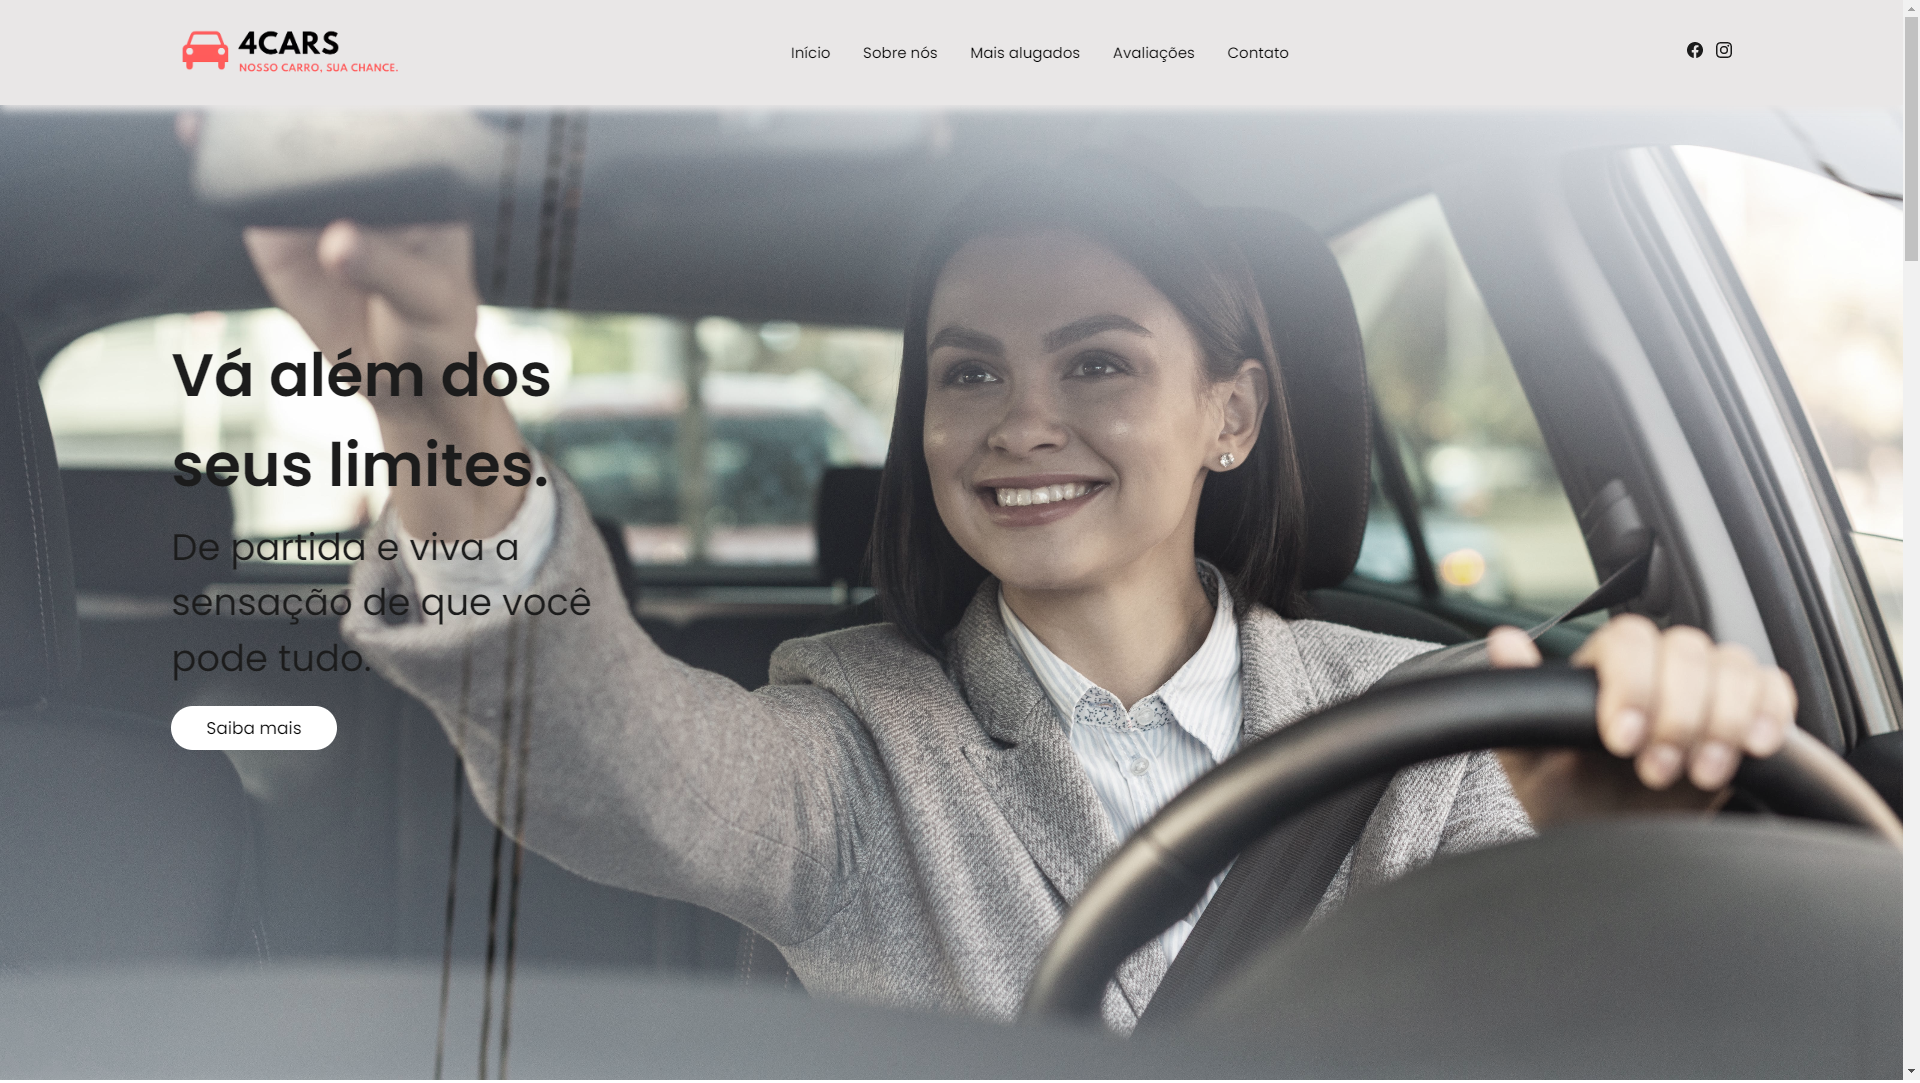 4CARS
NOSSO CARRO, SUA CHANCE.
Início
Sobre nós
Mais alugados
Avaliações
Contato
Vá além dos
seus limites.
De partida e viva a
sensação de que você
pode tudo.
Saiba mais